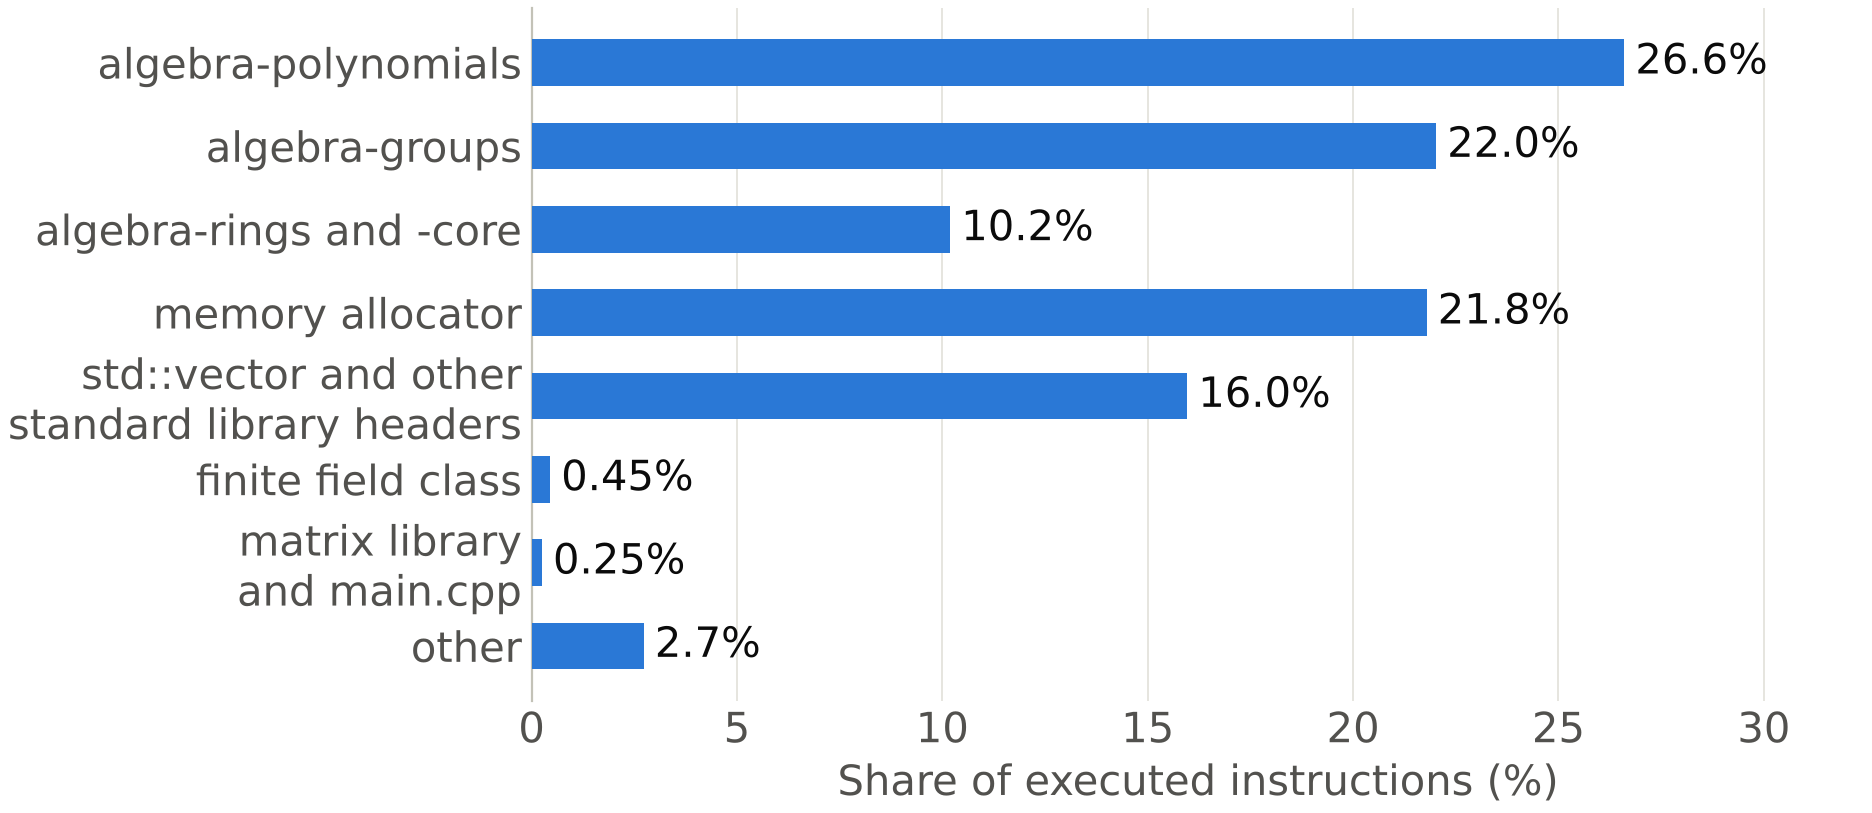 algebra-polynomials 26.6%
algebra-groups 22.0%
algebra-rings and -core 10.2%
memory allocator 21.8%
std::vector and other
standard library headers 16.0%
finite field class 0.45%
matrix library
and main.cpp 0.25%
other 2.7%
0 5 10 15 20 25 30
Share of executed instructions (%)